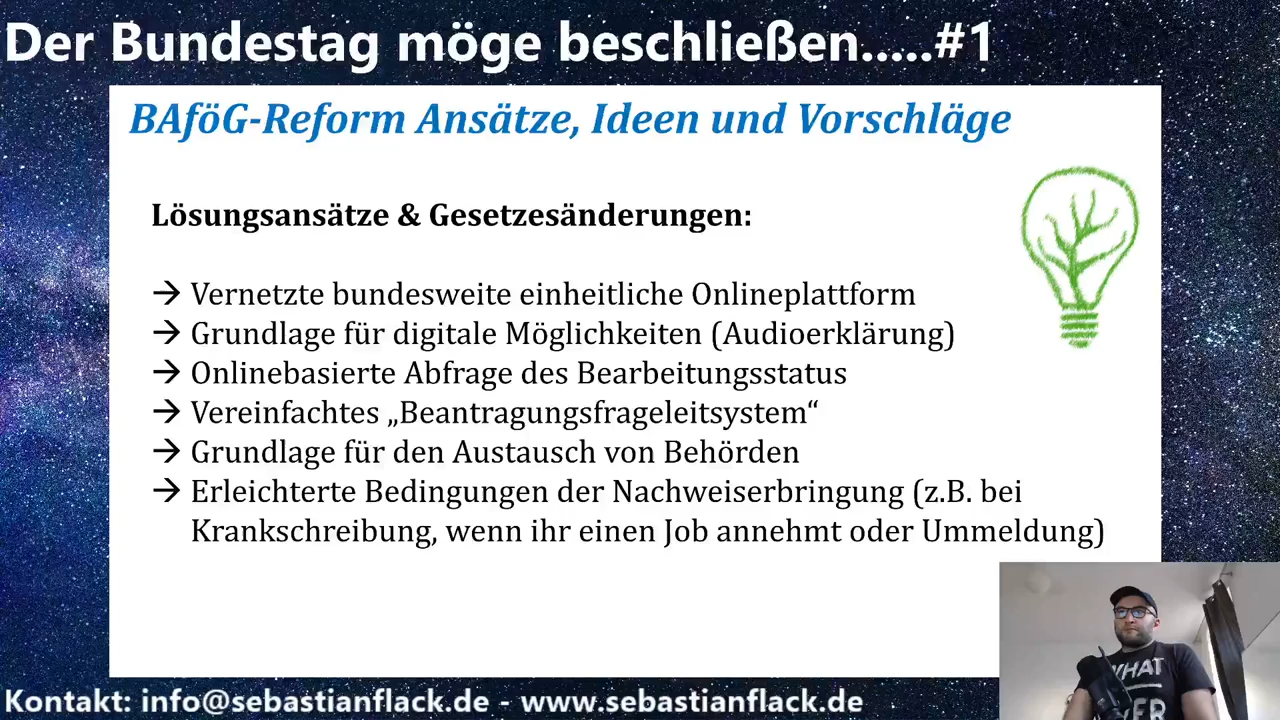 Der Bundestag möge beschließen.....#1
BAföG-Reform Ansätze, Ideen und Vorschläge
Lösungsansätze & Gesetzesänderungen:
→ Vernetzte bundesweite einheitliche Onlineplattform
→ Grundlage für digitale Möglichkeiten (Audioerklärung)
→ Onlinebasierte Abfrage des Bearbeitungsstatus
→ Vereinfachtes „Beantragungsfrageleitsystem“
→ Grundlage für den Austausch von Behörden
→ Erleichterte Bedingungen der Nachweiserbringung (z.B. bei
Krankschreibung, wenn ihr einen Job annehmt oder Ummeldung)
WHAT
Kontakt: info@sebastianflack.de - www.sebastianflack.de